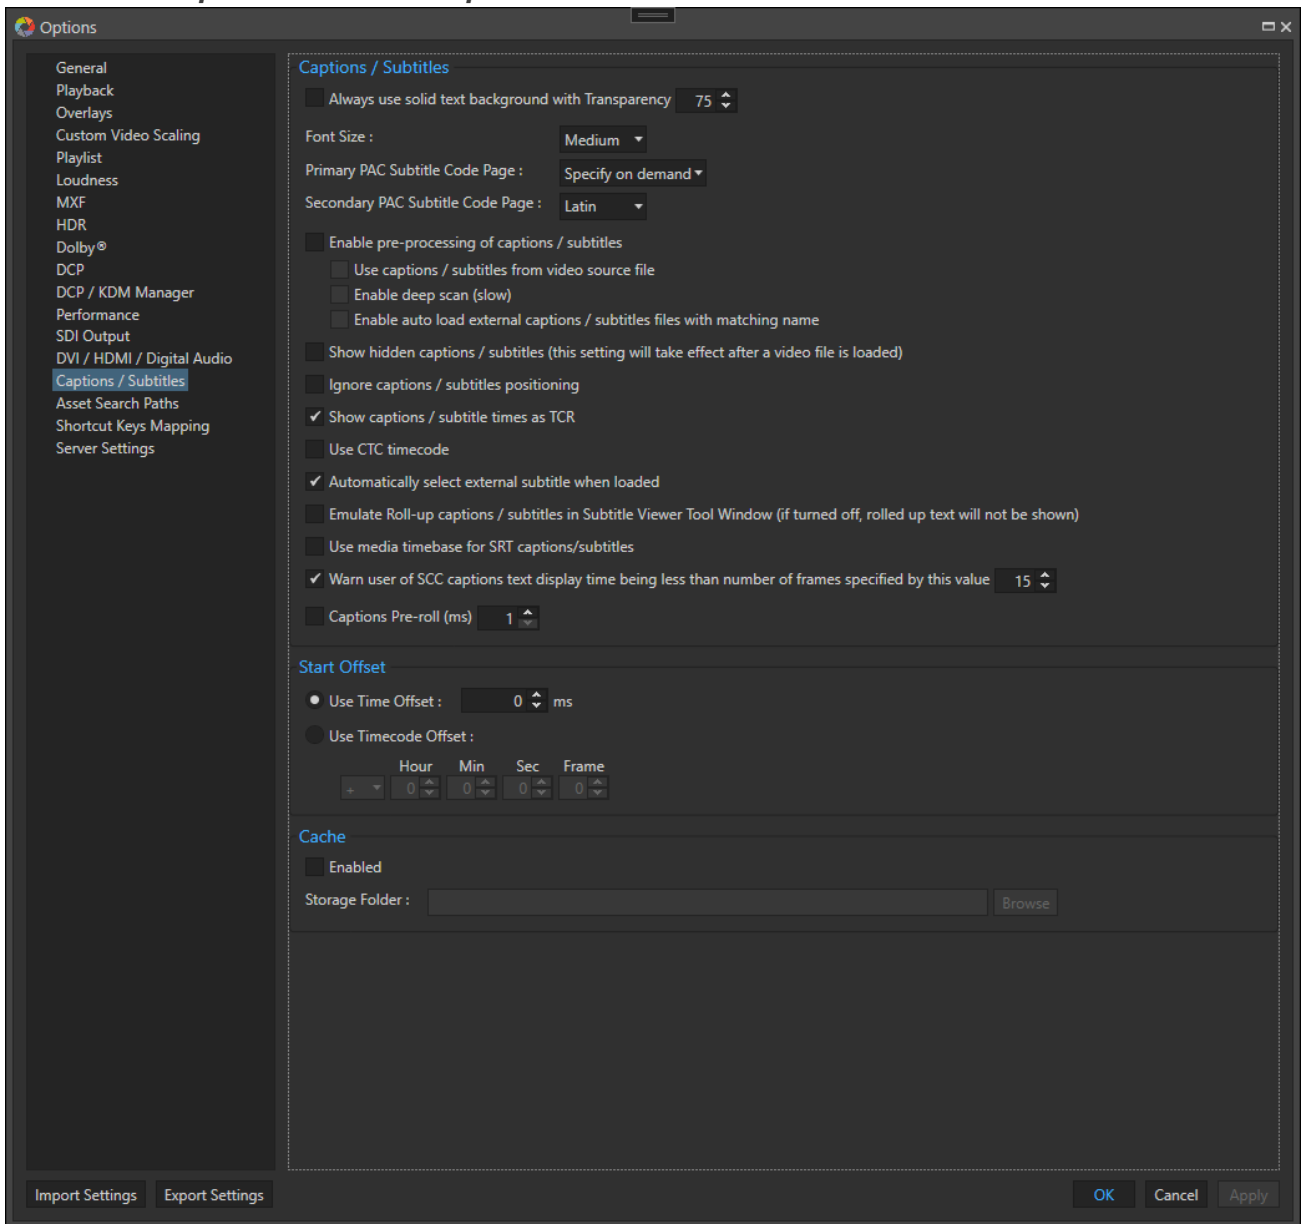 Options
General
Playback
Overlays
Custom Video Scaling
Playlist
Loudness
MXF
HDR
Dolby®
DCP
DCP / KDM Manager
Performance
SDI Output
DVI / HDMI / Digital Audio
Captions / Subtitles
Asset Search Paths
Shortcut Keys Mapping
Server Settings
Captions / Subtitles
Always use solid text background with Transparency 75
Font Size : Medium
Primary PAC Subtitle Code Page : Specify on demand
Secondary PAC Subtitle Code Page : Latin
Enable pre-processing of captions / subtitles
Use captions / subtitles from video source file
Enable deep scan (slow)
Enable auto load external captions / subtitles files with matching name
Show hidden captions / subtitles (this setting will take effect after a video file is loaded)
Ignore captions / subtitles positioning
Show captions / subtitle times as TCR
Use CTC timecode
Automatically select external subtitle when loaded
Emulate Roll-up captions / subtitles in Subtitle Viewer Tool Window (if turned off, rolled up text will not be shown)
Use media timebase for SRT captions/subtitles
Warn user of SCC captions text display time being less than number of frames specified by this value 15
Captions Pre-roll (ms) 1
Start Offset
Use Time Offset : 0 ms
Use Timecode Offset :
Hour Min Sec Frame
+ 0 0 0 0
Cache
Enabled
Storage Folder : Browse
Import Settings Export Settings OK Cancel Apply